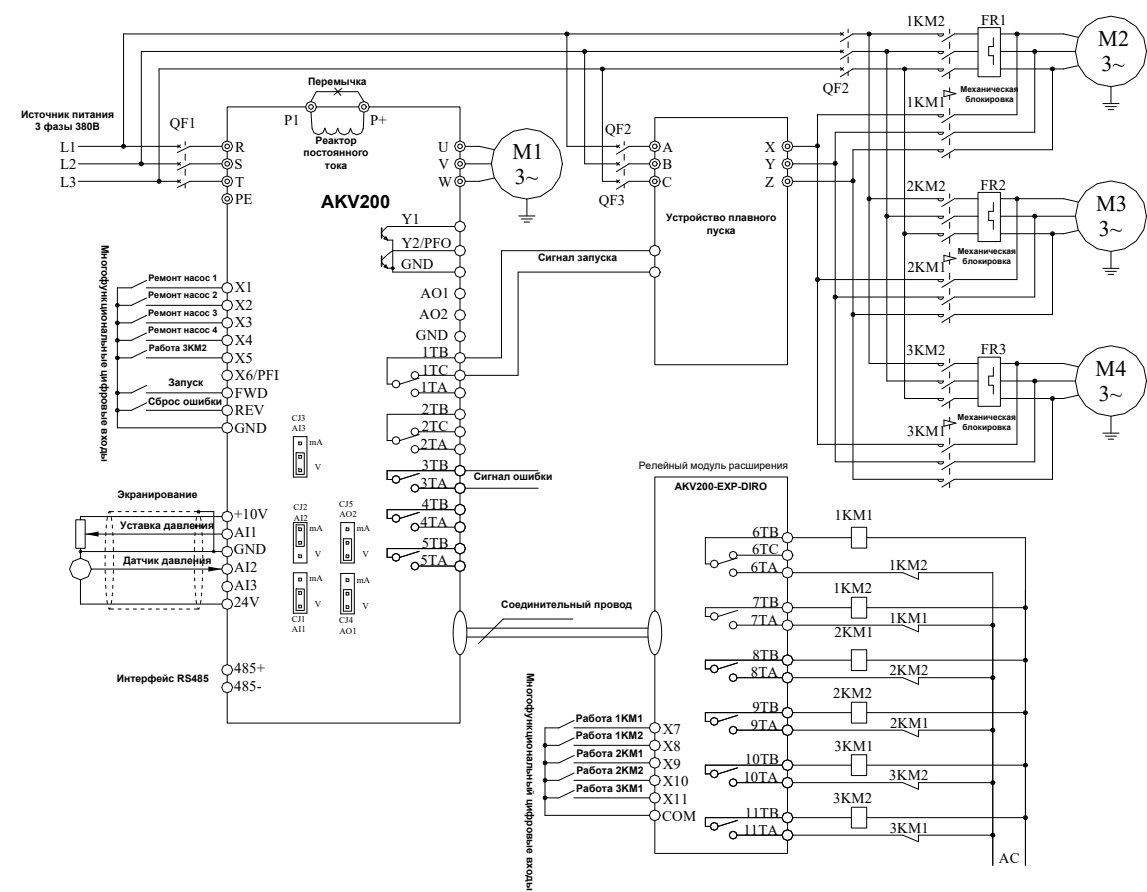 1KM2
FR1
M2
3~
QF2
Механическая
блокировка
1KM1
Источник питания
3 фазы 380В
L1
L2
L3
QF1
R
S
T
PE
Перемычка
P1
P+
Реактор
постоянного
тока
AKV200
U
V
W
M1
3~
QF2
QF3
A
B
C
X
Y
Z
Устройство плавного
пуска
2KM2
FR2
M3
3~
Механическая
блокировка
2KM1
3KM2
FR3
M4
3~
Механическая
блокировка
3KM1
Y1
Y2/PFO
GND
Сигнал запуска
AO1
AO2
GND
1TB
1TC
1TA
2TB
2TC
2TA
3TB
3TA
Сигнал ошибки
4TB
4TA
5TB
5TA
Многофункциональные цифровые входы
Ремонт насос 1
X1
Ремонт насос 2
X2
Ремонт насос 3
X3
Ремонт насос 4
X4
Работа 3KM2
X5
X6/PFI
Запуск
FWD
Сброс ошибки
REV
GND
CJ3
AI3
mA
V
CJ2
AI2
mA
V
CJ5
AO2
mA
V
mA
V
CJ1
AI1
mA
V
CJ4
AO1
Экранирование
+10V
Уставка давления
AI1
GND
Датчик давления
AI2
AI3
24V
Интерфейс RS485
485+
485-
Соединительный провод
Релейный модуль расширения
AKV200-EXP-DIRO
6TB
6TC
6TA
7TB
7TA
8TB
8TA
9TB
9TA
10TB
10TA
11TB
11TA
1KM1
1KM2
1KM2
1KM1
2KM1
2KM2
2KM2
2KM1
3KM1
3KM2
3KM2
3KM1
AC
Многофункциональный цифровые входы
Работа 1KM1
X7
Работа 1KM2
X8
Работа 2KM1
X9
Работа 2KM2
X10
Работа 3KM1
X11
COM